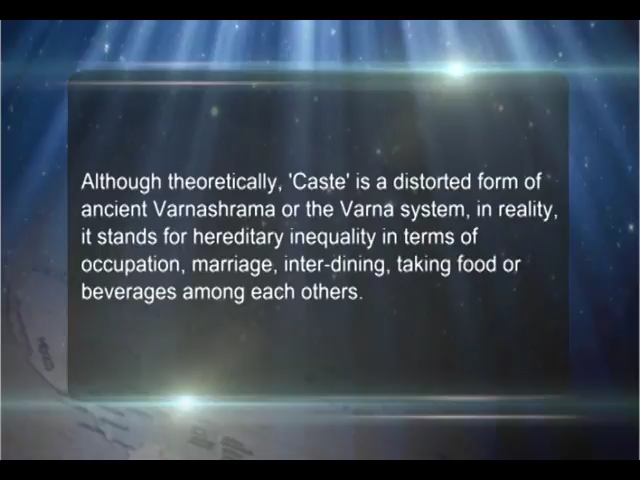 Although theoretically, 'Caste' is a distorted form of
ancient Varnashrama or the Varna system, in reality,
it stands for hereditary inequality in terms of
occupation, marriage, inter-dining, taking food or
beverages among each others.